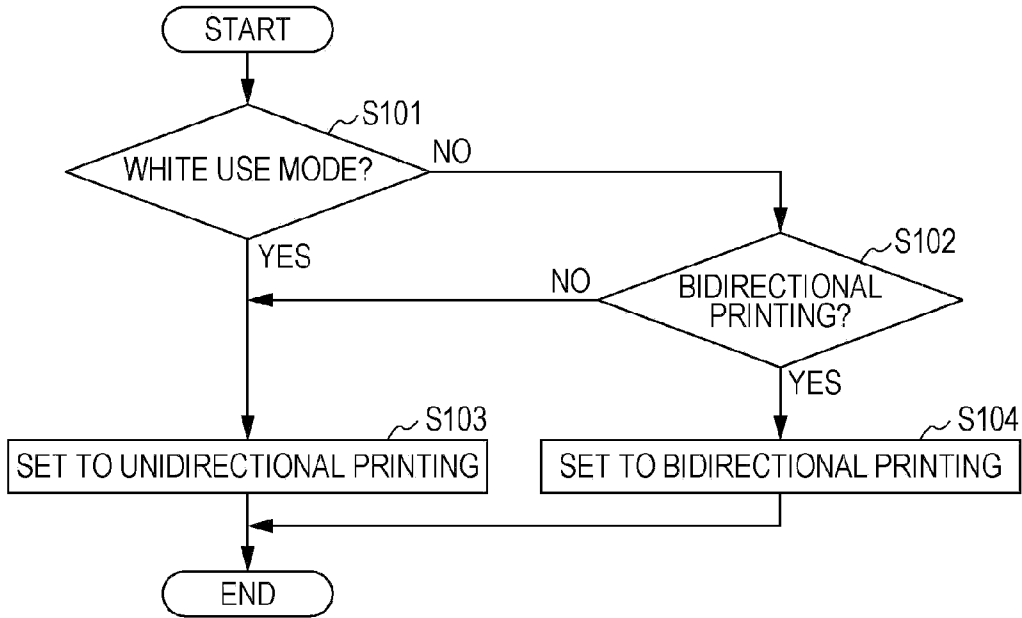 START
S101
WHITE USE MODE?
NO
YES
S102
NO
BIDIRECTIONAL
PRINTING?
YES
S103
SET TO UNIDIRECTIONAL PRINTING
S104
SET TO BIDIRECTIONAL PRINTING
END